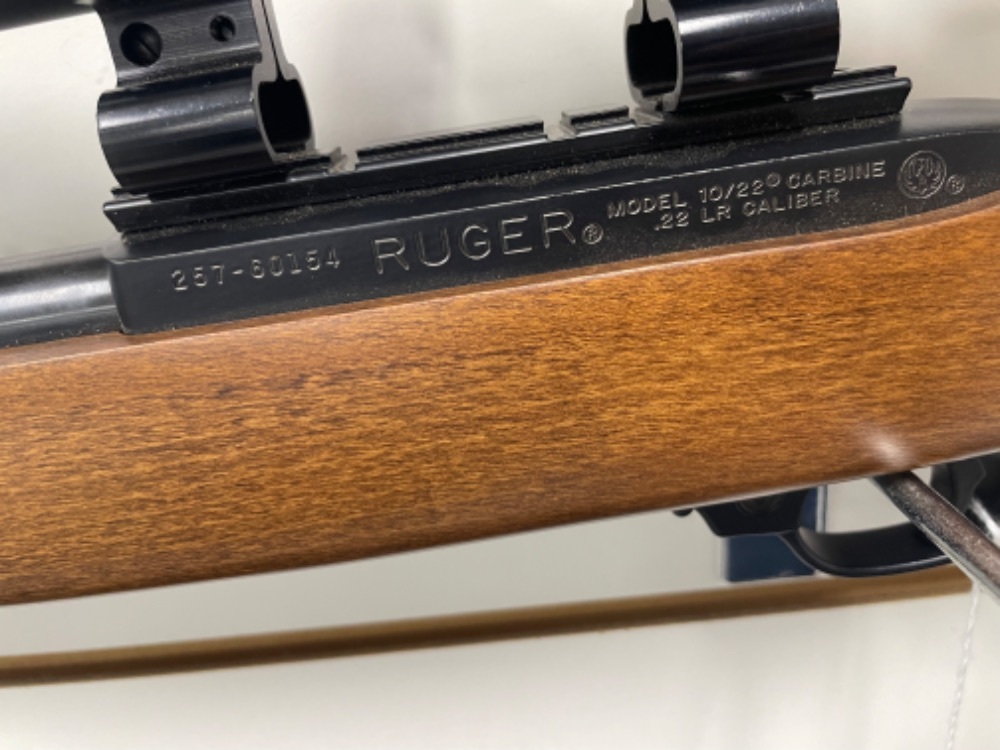 257-60154
RUGER®
MODEL 10/22® CARBINE
.22 LR CALIBER
®